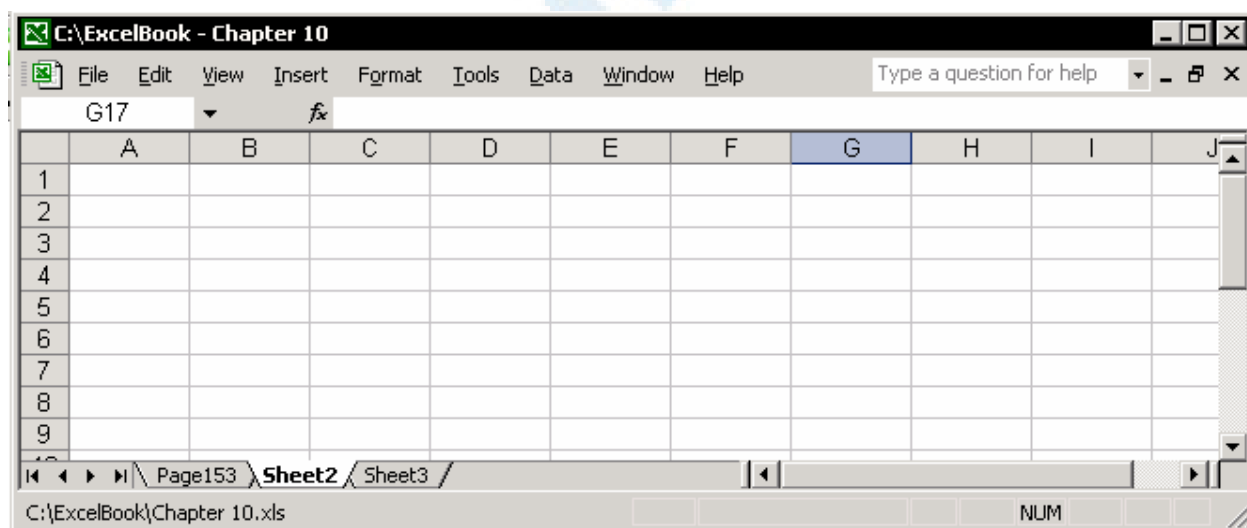 C:\ExcelBook - Chapter 10
File Edit View Insert Format Tools Data Window Help Type a question for help
G17 fx
A B C D E F G H I J
1
2
3
4
5
6
7
8
9
Page153 Sheet2 Sheet3
C:\ExcelBook\Chapter 10.xls NUM